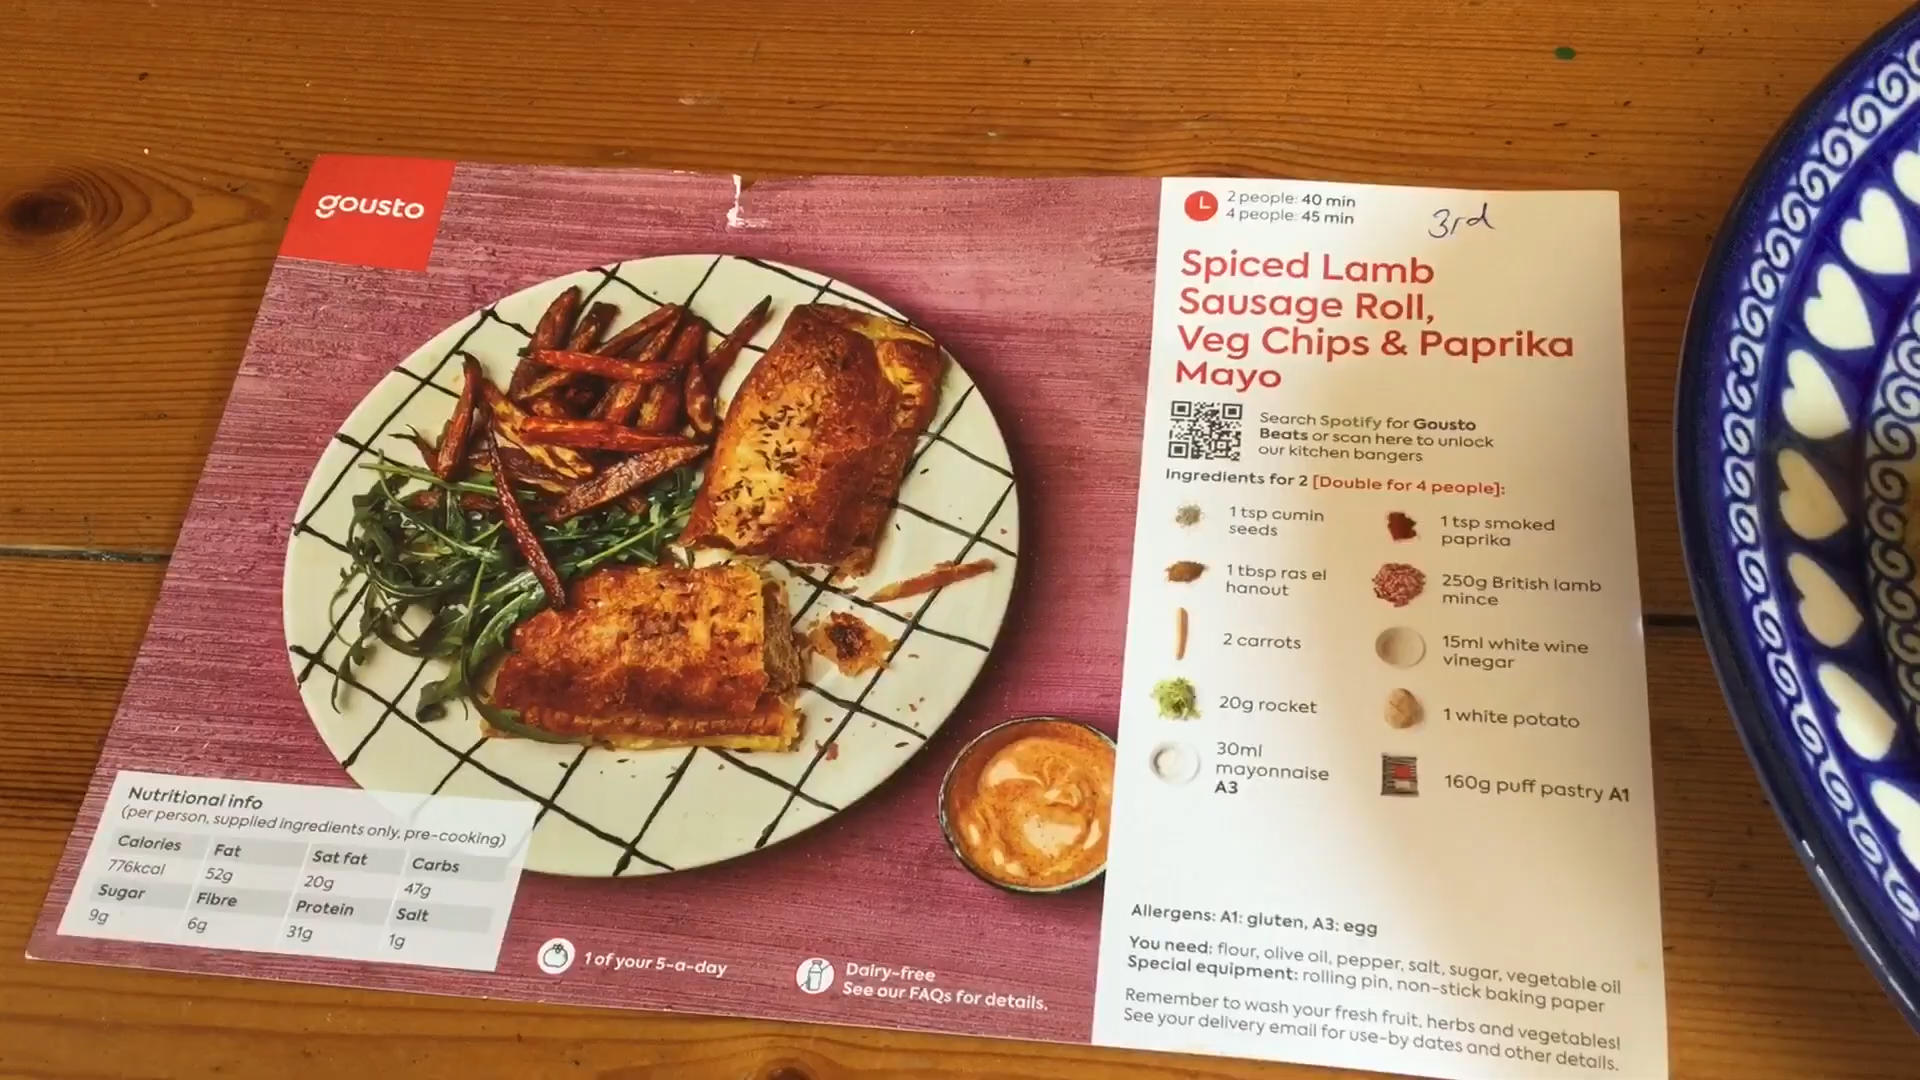 gousto
2 people: 40 min
4 people: 45 min
3rd
Spiced Lamb
Sausage Roll,
Veg Chips & Paprika
Mayo
Search Spotify for Gousto
Beats or scan here to unlock
our kitchen bangers
Ingredients for 2 [Double for 4 people]:
1 tsp cumin
seeds
1 tsp smoked
paprika
1 tbsp ras el
hanout
250g British lamb
mince
2 carrots
15ml white wine
vinegar
20g rocket
1 white potato
30ml
mayonnaise
A3
160g puff pastry A1
Allergens: A1: gluten, A3: egg
You need: flour, olive oil, pepper, salt, sugar, vegetable oil
Special equipment: rolling pin, non-stick baking paper
Remember to wash your fresh fruit, herbs and vegetables!
See your delivery email for use-by dates and other details.
Nutritional info
(per person, supplied ingredients only, pre-cooking)
Calories Fat Sat fat Carbs
776kcal 52g 20g 47g
Sugar Fibre Protein Salt
9g 6g 31g 1g
1 of your 5-a-day
Dairy-free
See our FAQs for details.